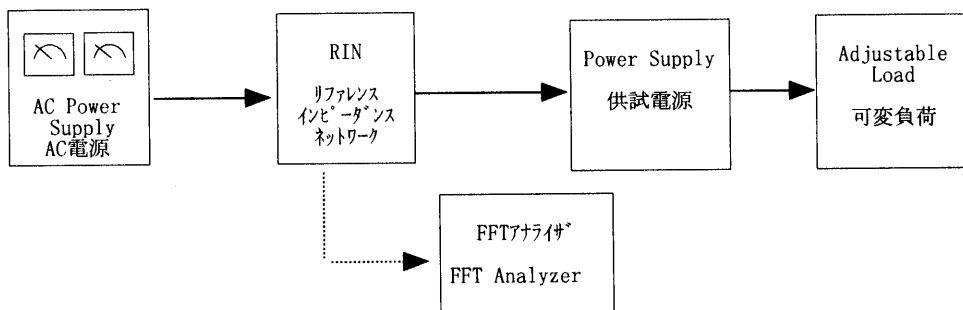 AC Power
Supply
AC電源
RIN
リファレンス
インピーダンス
ネットワーク
Power Supply
供試電源
Adjustable
Load
可変負荷
FFTアナライザ
FFT Analyzer